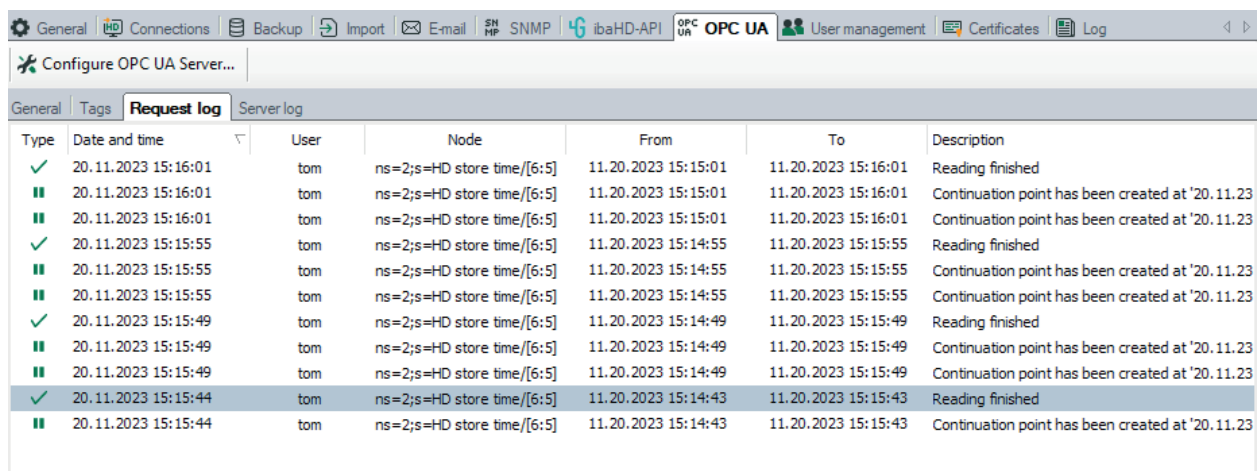 General HD Connections Backup Import E-mail SN MP SNMP ibaHD-API OPC UA OPC UA User management Certificates Log
Configure OPC UA Server...
General Tags Request log Server log
Type Date and time User Node From To Description
20.11.2023 15:16:01 tom ns=2;s=HD store time/[6:5] 11.20.2023 15:15:01 11.20.2023 15:16:01 Reading finished
20.11.2023 15:16:01 tom ns=2;s=HD store time/[6:5] 11.20.2023 15:15:01 11.20.2023 15:16:01 Continuation point has been created at '20.11.23
20.11.2023 15:16:01 tom ns=2;s=HD store time/[6:5] 11.20.2023 15:15:01 11.20.2023 15:16:01 Continuation point has been created at '20.11.23
20.11.2023 15:15:55 tom ns=2;s=HD store time/[6:5] 11.20.2023 15:14:55 11.20.2023 15:15:55 Reading finished
20.11.2023 15:15:55 tom ns=2;s=HD store time/[6:5] 11.20.2023 15:14:55 11.20.2023 15:15:55 Continuation point has been created at '20.11.23
20.11.2023 15:15:55 tom ns=2;s=HD store time/[6:5] 11.20.2023 15:14:55 11.20.2023 15:15:55 Continuation point has been created at '20.11.23
20.11.2023 15:15:49 tom ns=2;s=HD store time/[6:5] 11.20.2023 15:14:49 11.20.2023 15:15:49 Reading finished
20.11.2023 15:15:49 tom ns=2;s=HD store time/[6:5] 11.20.2023 15:14:49 11.20.2023 15:15:49 Continuation point has been created at '20.11.23
20.11.2023 15:15:49 tom ns=2;s=HD store time/[6:5] 11.20.2023 15:14:49 11.20.2023 15:15:49 Continuation point has been created at '20.11.23
20.11.2023 15:15:44 tom ns=2;s=HD store time/[6:5] 11.20.2023 15:14:43 11.20.2023 15:15:43 Reading finished
20.11.2023 15:15:44 tom ns=2;s=HD store time/[6:5] 11.20.2023 15:14:43 11.20.2023 15:15:43 Continuation point has been created at '20.11.23